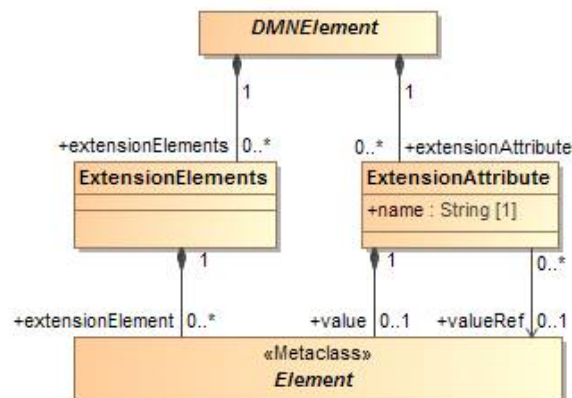 DMNElement
1 1
+extensionElements 0..* 0..* +extensionAttribute
ExtensionElements ExtensionAttribute
+name : String [1]
1 1 0..*
+extensionElement 0..* +value 0..1 +valueRef 0..1
«Metaclass»
Element